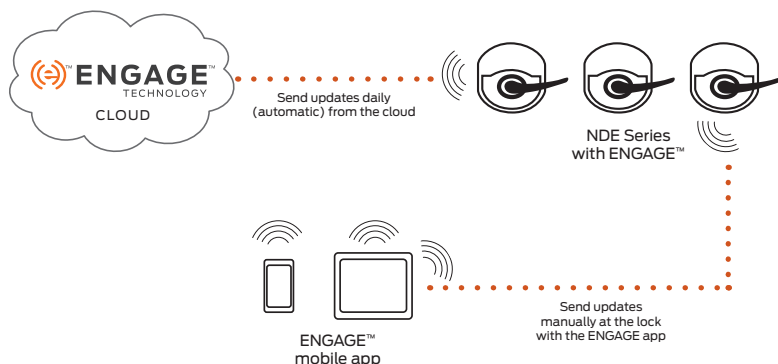 (e)™ ENGAGE™
TECHNOLOGY
CLOUD
Send updates daily
(automatic) from the cloud
NDE Series
with ENGAGE™
Send updates
manually at the lock
with the ENGAGE app
ENGAGE™
mobile app